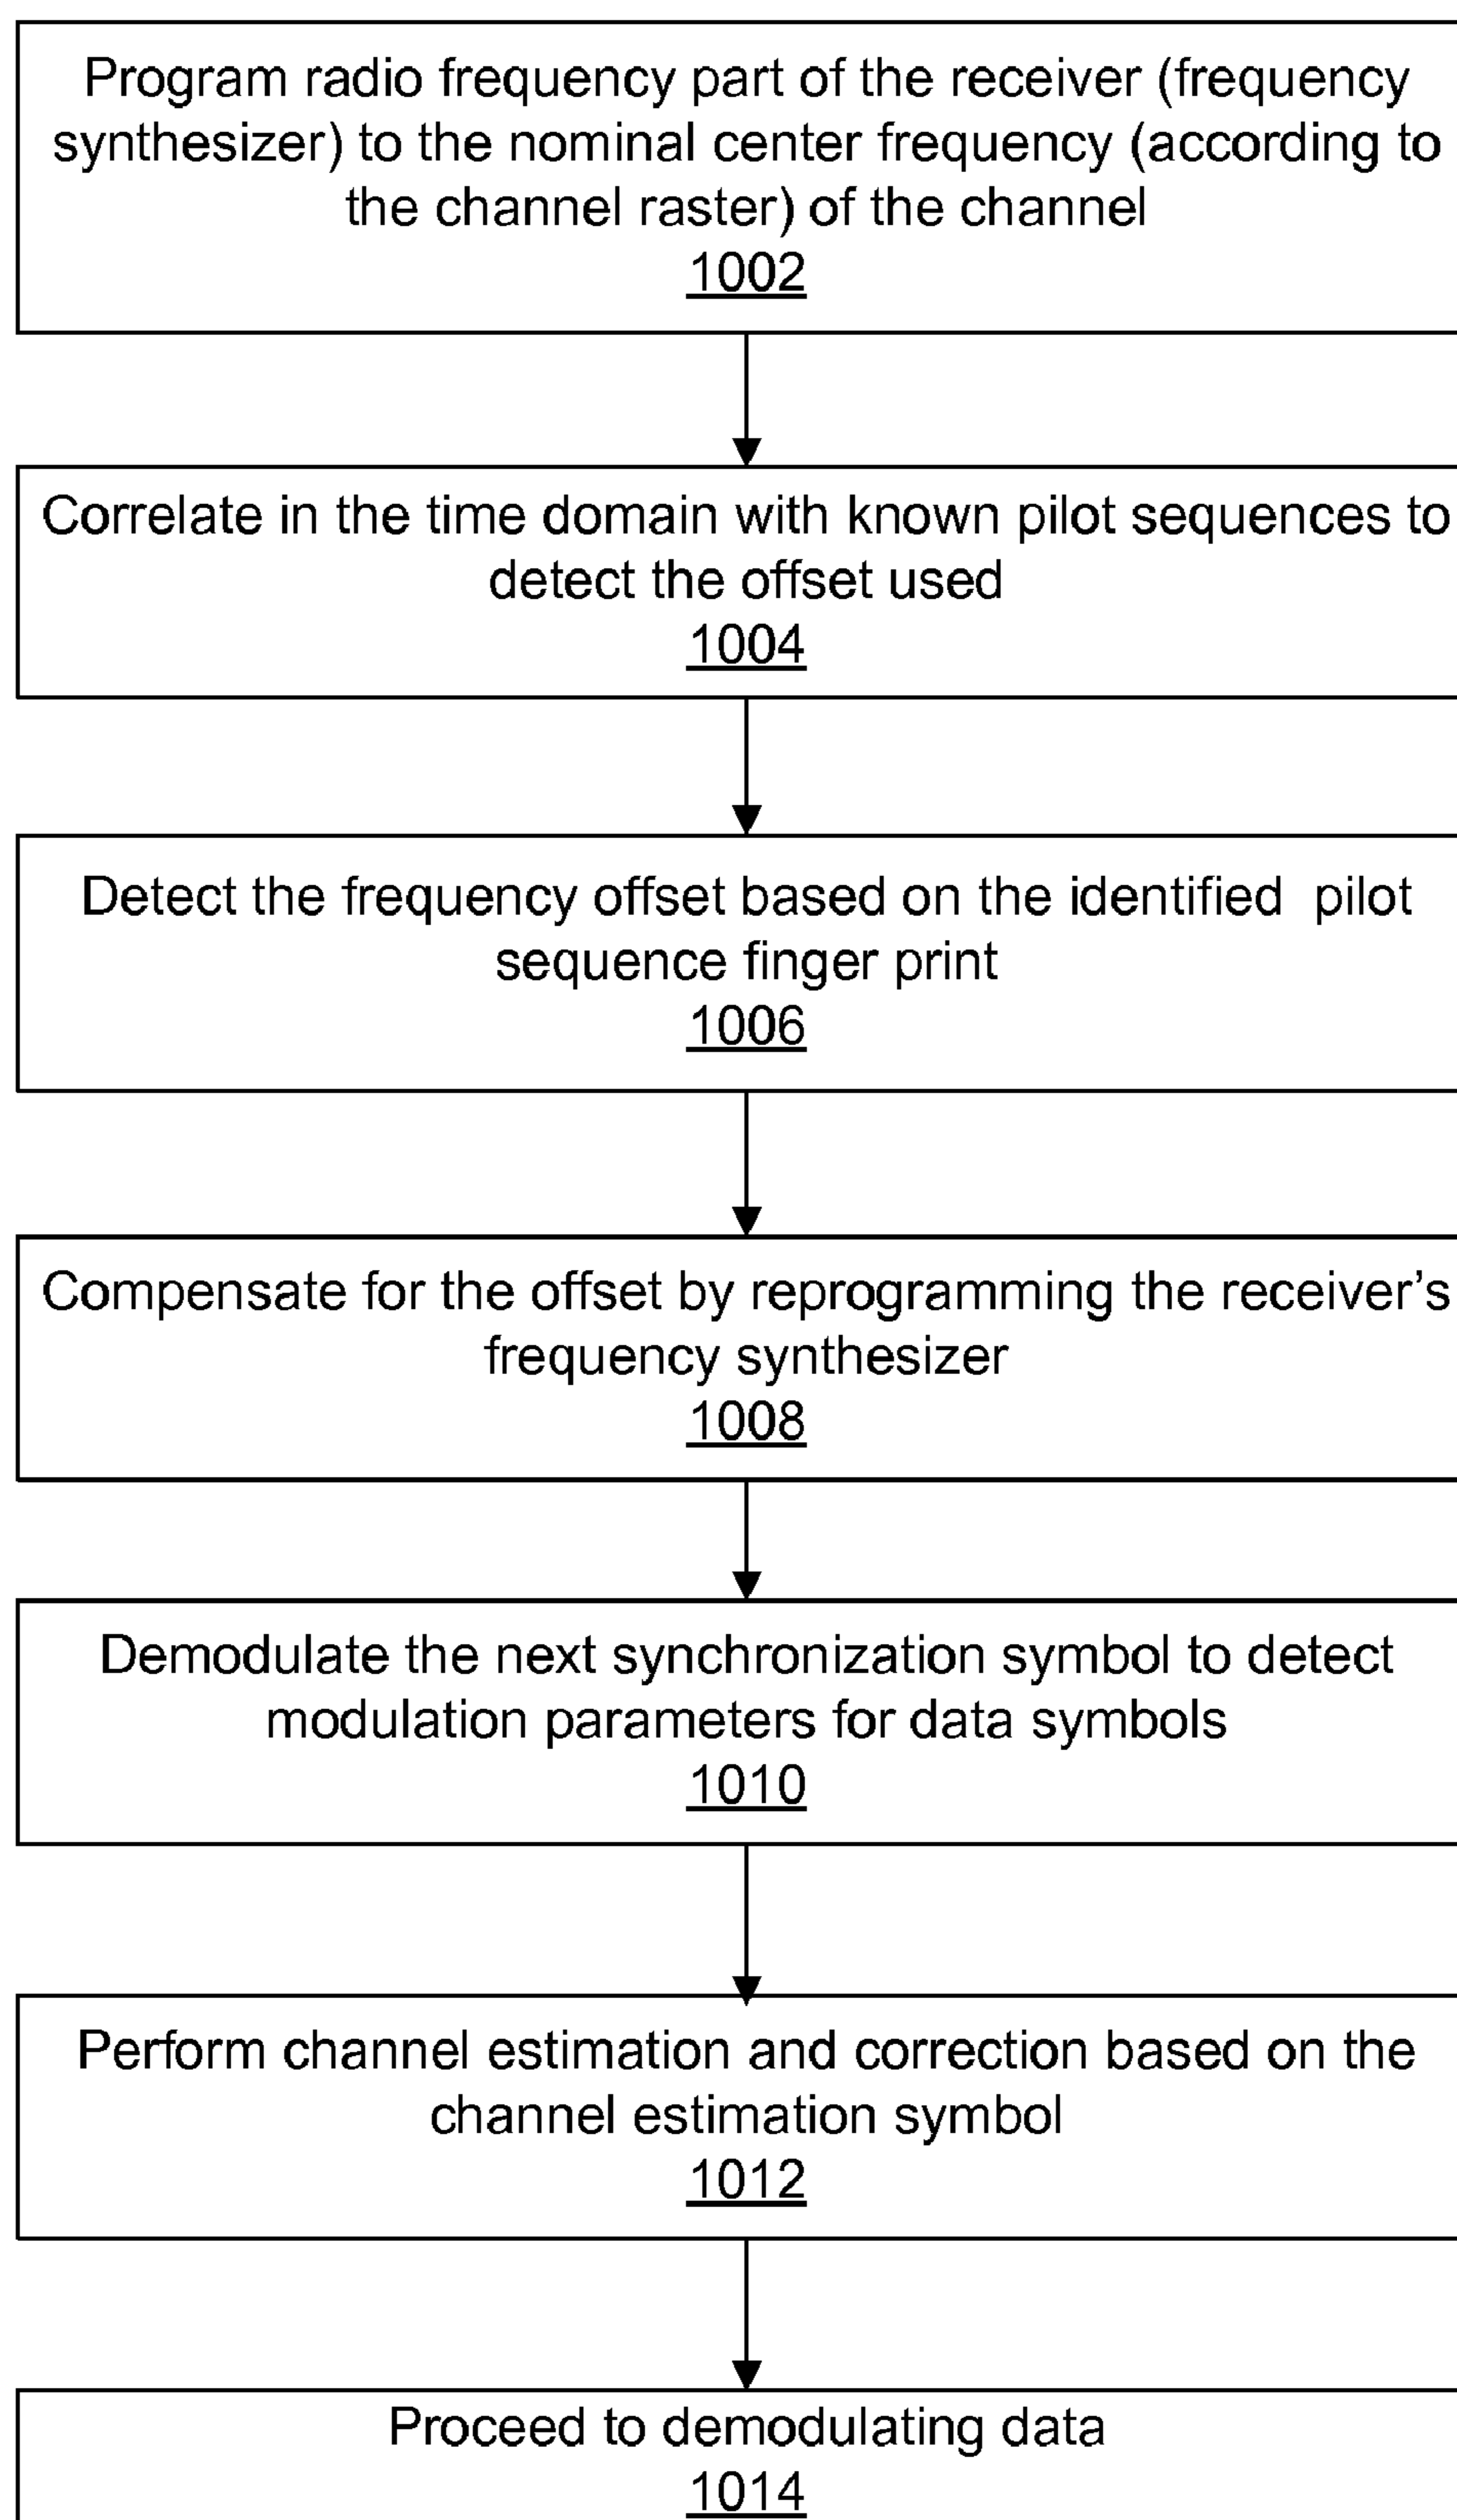 Program radio frequency part of the receiver (frequency
synthesizer) to the nominal center frequency (according to
the channel raster) of the channel
1002
Correlate in the time domain with known pilot sequences to
detect the offset used
1004
Detect the frequency offset based on the identified pilot
sequence finger print
1006
Compensate for the offset by reprogramming the receiver's
frequency synthesizer
1008
Demodulate the next synchronization symbol to detect
modulation parameters for data symbols
1010
Perform channel estimation and correction based on the
channel estimation symbol
1012
Proceed to demodulating data
1014